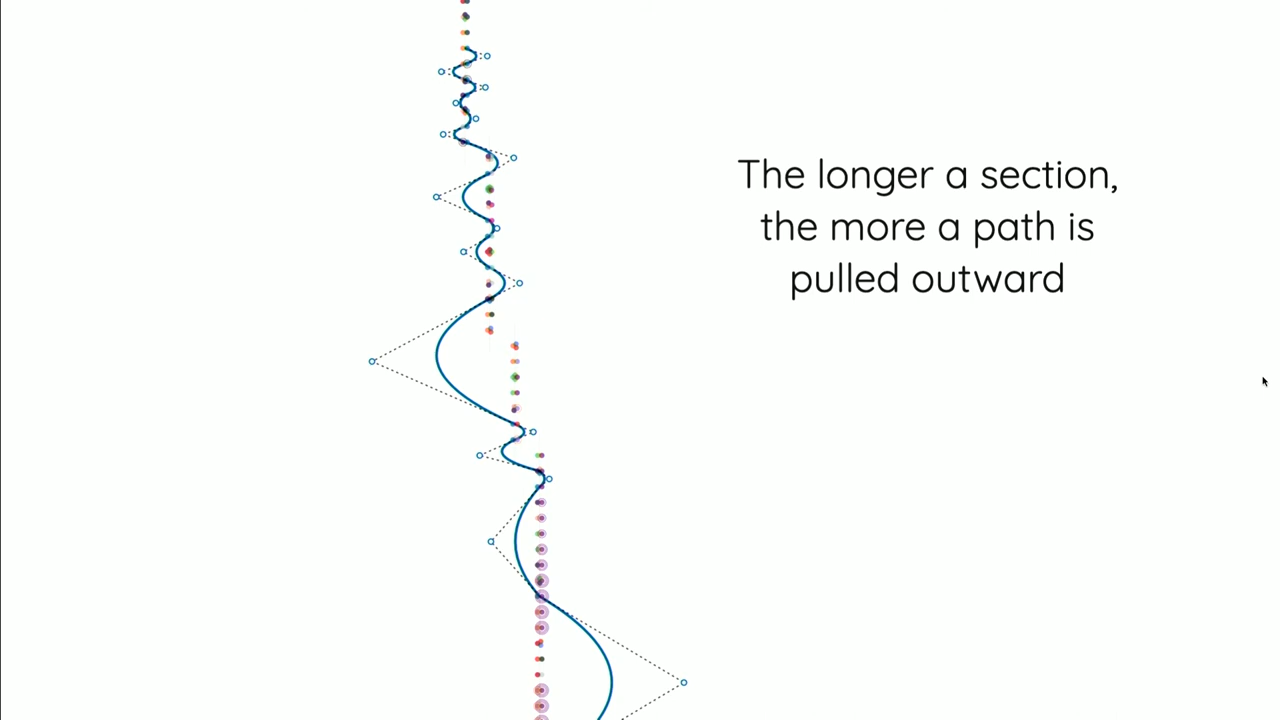 The longer a section,
the more a path is
pulled outward